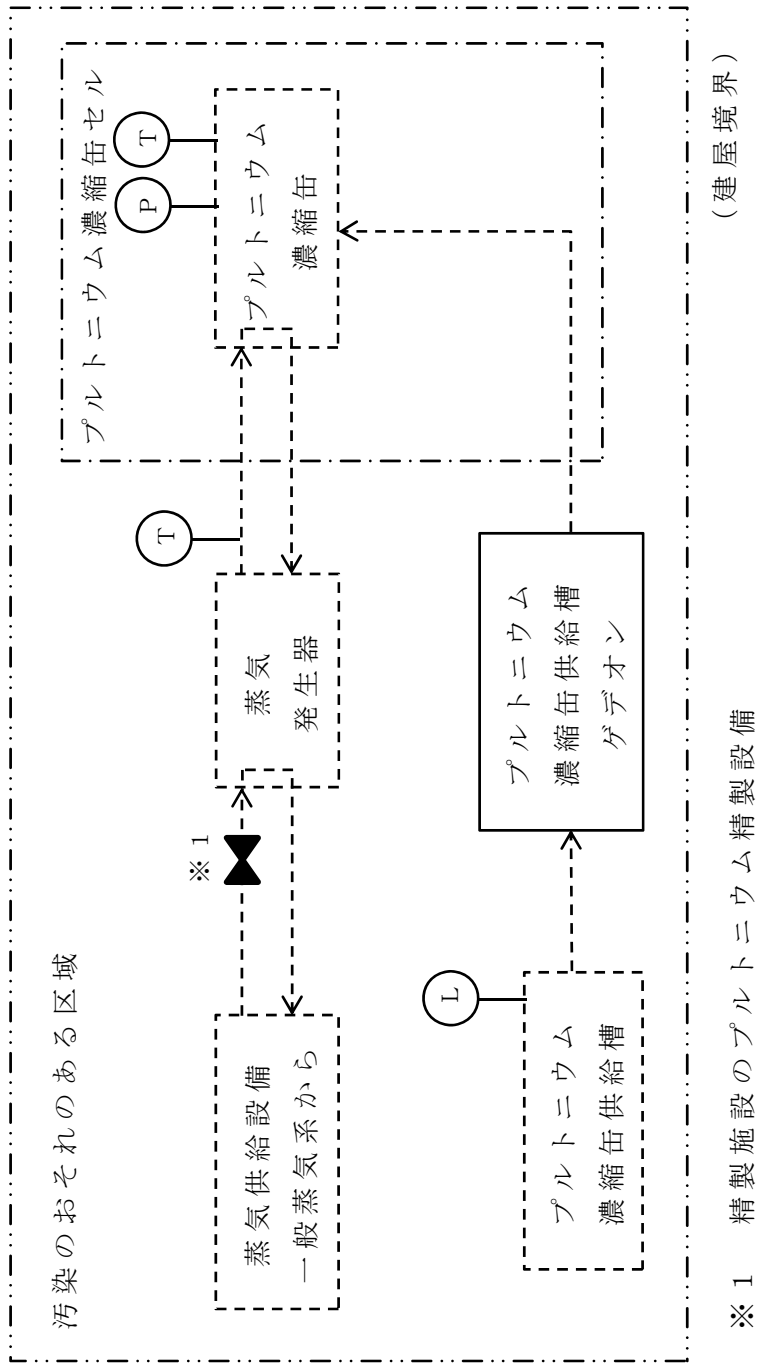 汚染のおそれのある区域
プルトニウム濃縮缶セル
P
T
プルトニウム
濃縮缶
T
蒸気
発生器
※1
蒸気供給設備
一般蒸気系から
L
プルトニウム
濃縮缶供給槽
プルトニウム
濃縮缶供給槽
ゲデオン
(建屋境界)
※1 精製施設のプルトニウム精製設備